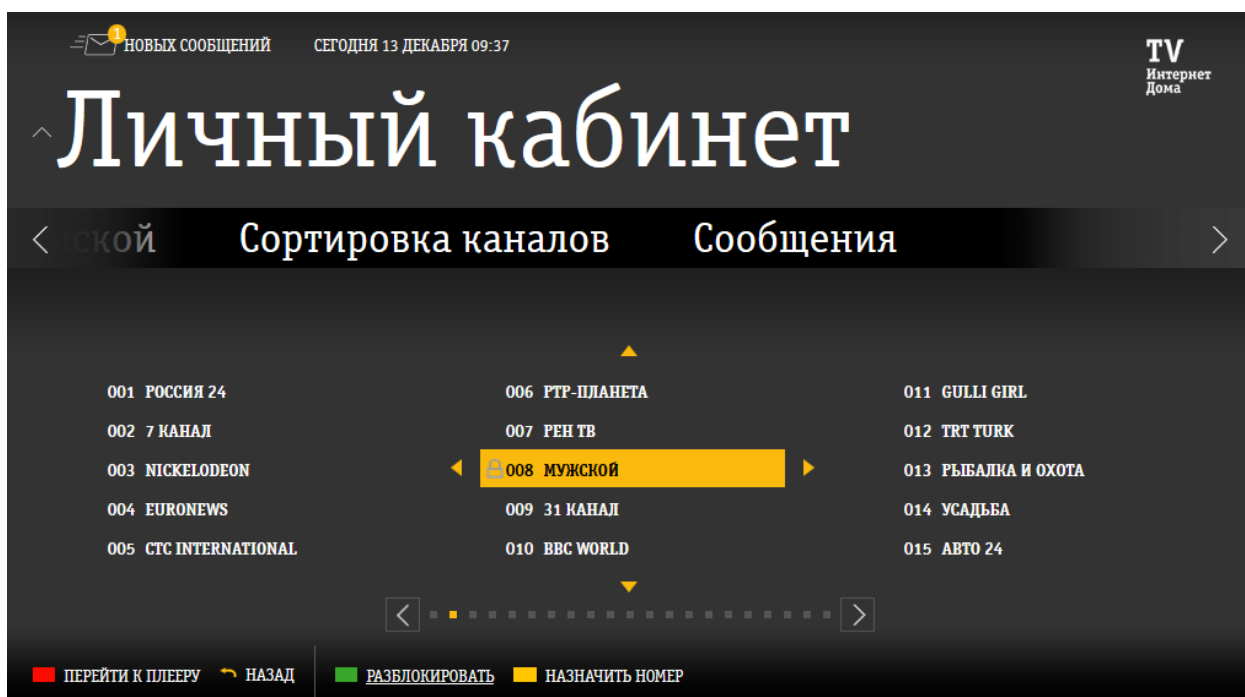 1
НОВЫХ СООБЩЕНИЙ СЕГОДНЯ 13 ДЕКАБРЯ 09:37
TV
Интернет
Дома
Личный кабинет
ской Сортировка каналов Сообщения
001 РОССИЯ 24 006 РТР-ПЛАНЕТА 011 GULLI GIRL
002 7 КАНАЛ 007 РЕН ТВ 012 TRT TURK
003 NICKELODEON 008 МУЖСКОЙ 013 РЫБАЛКА И ОХОТА
004 EURONEWS 009 31 КАНАЛ 014 УСАДЬБА
005 СТС INTERNATIONAL 010 BBC WORLD 015 АВТО 24
ПЕРЕЙТИ К ПЛЕЕРУ НАЗАД РАЗБЛОКИРОВАТЬ НАЗНАЧИТЬ НОМЕР